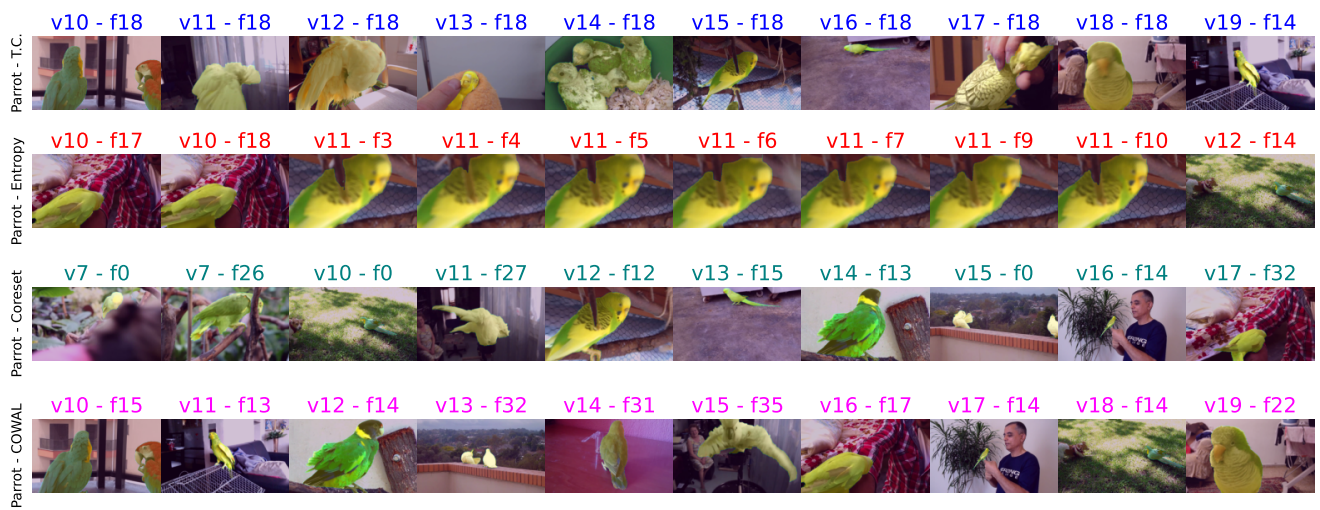 v10 - f18 v11 - f18 v12 - f18 v13 - f18 v14 - f18 v15 - f18 v16 - f18 v17 - f18 v18 - f18 v19 - f14
Parrot - T.C.
v10 - f17 v10 - f18 v11 - f3 v11 - f4 v11 - f5 v11 - f6 v11 - f7 v11 - f9 v11 - f10 v12 - f14
Parrot - Entropy
v7 - f0 v7 - f26 v10 - f0 v11 - f27 v12 - f12 v13 - f15 v14 - f13 v15 - f0 v16 - f14 v17 - f32
Parrot - Coreset
v10 - f15 v11 - f13 v12 - f14 v13 - f32 v14 - f31 v15 - f35 v16 - f17 v17 - f14 v18 - f14 v19 - f22
Parrot - COWAL